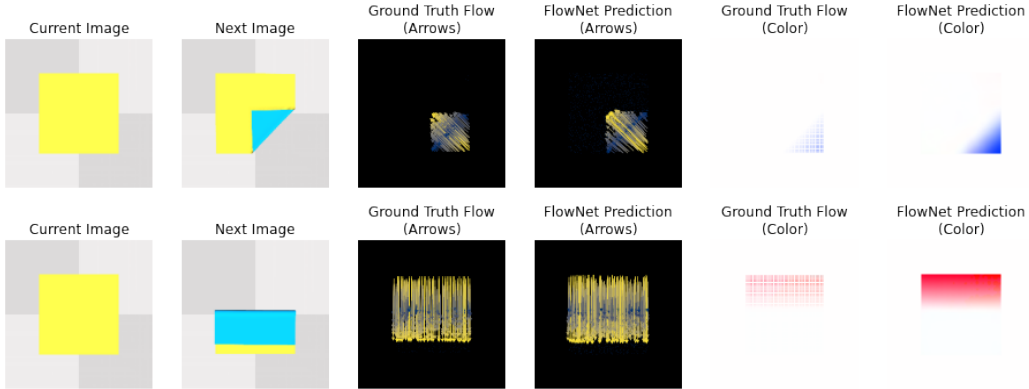 Current Image
Next Image
Ground Truth Flow
(Arrows)
FlowNet Prediction
(Arrows)
Ground Truth Flow
(Color)
FlowNet Prediction
(Color)
Current Image
Next Image
Ground Truth Flow
(Arrows)
FlowNet Prediction
(Arrows)
Ground Truth Flow
(Color)
FlowNet Prediction
(Color)